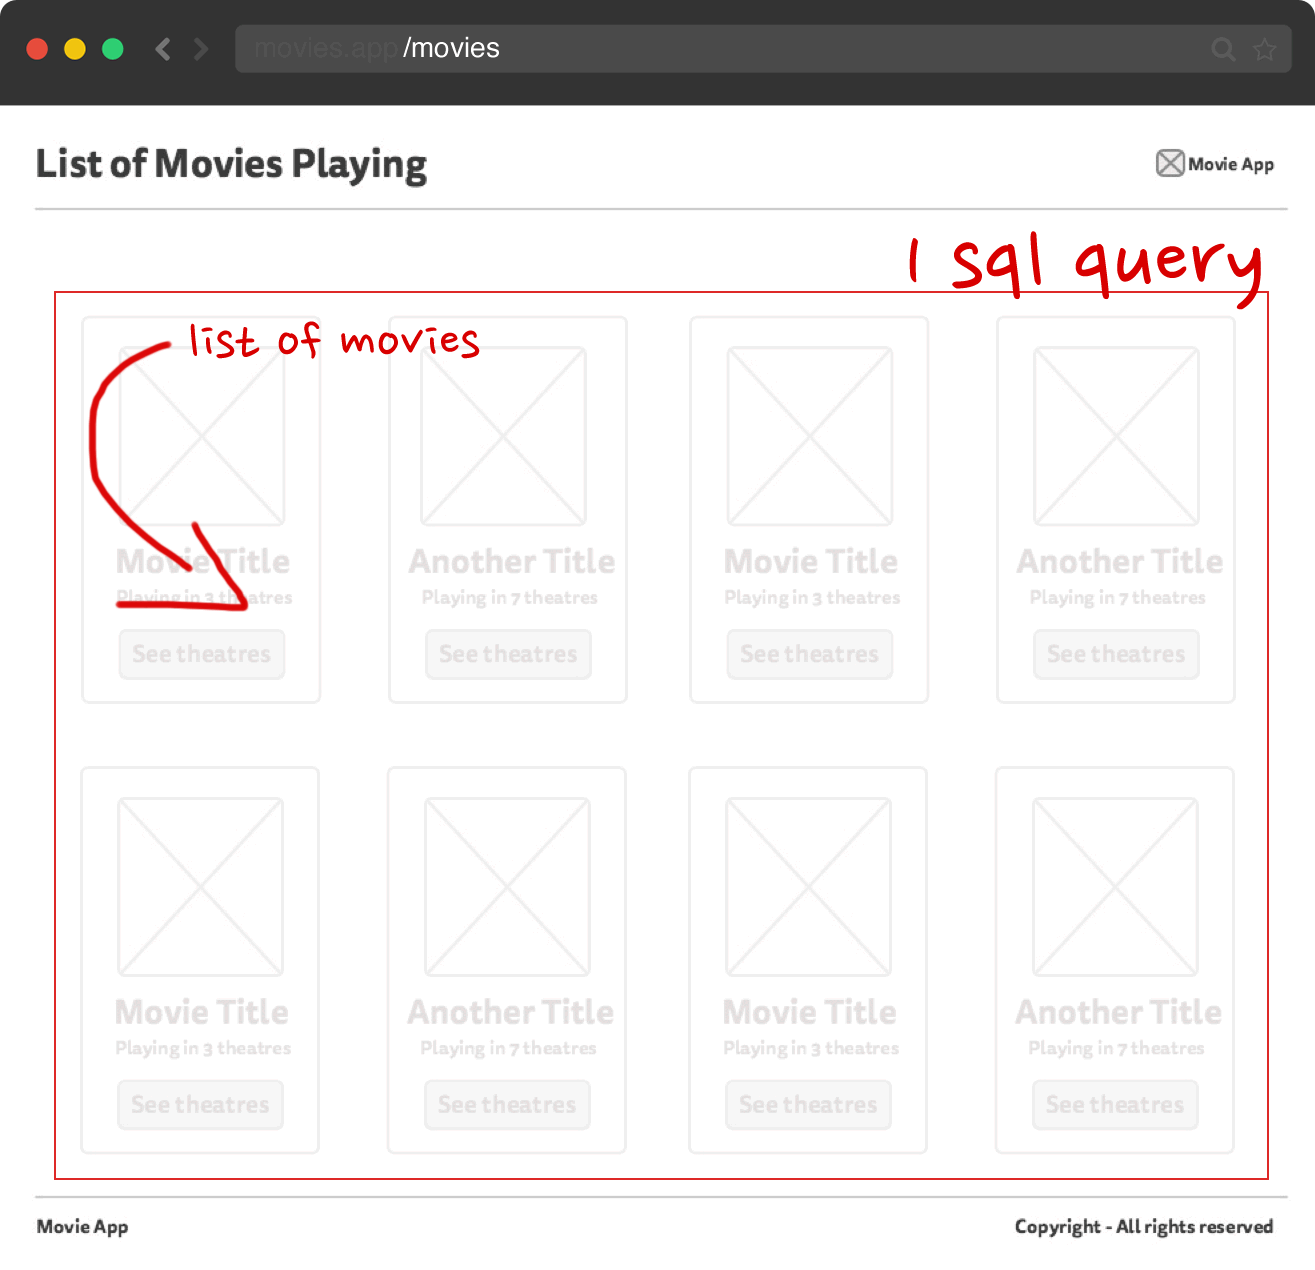 movies.app/movies
List of Movies Playing
Movie App
1 sql query
list of movies
Movie Title Another Title Movie Title Another Title
Playing in 3 theatres Playing in 7 theatres Playing in 3 theatres Playing in 7 theatres
See theatres See theatres See theatres See theatres
Movie Title Another Title Movie Title Another Title
Playing in 3 theatres Playing in 7 theatres Playing in 3 theatres Playing in 7 theatres
See theatres See theatres See theatres See theatres
Movie App
Copyright - All rights reserved